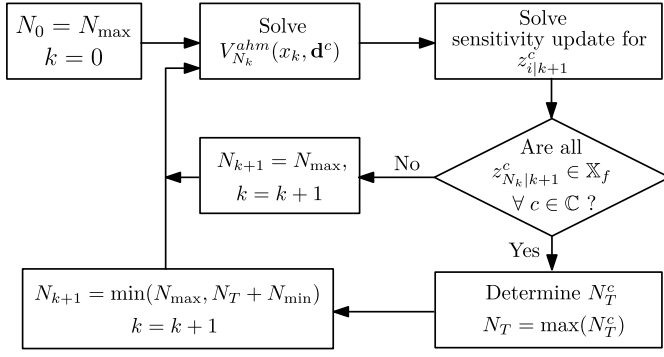 N₀ = N_max
k = 0
Solve
V^{ahm}_{N_k}(x_k, 𝐝^c)
Solve
sensitivity update for
z^c_{i|k+1}
Are all
z^c_{N_k|k+1} ∈ 𝕏_f
∀ c ∈ ℂ ?
No
N_{k+1} = N_max,
k = k + 1
Yes
Determine N^c_T
N_T = max(N^c_T)
N_{k+1} = min(N_max, N_T + N_min)
k = k + 1